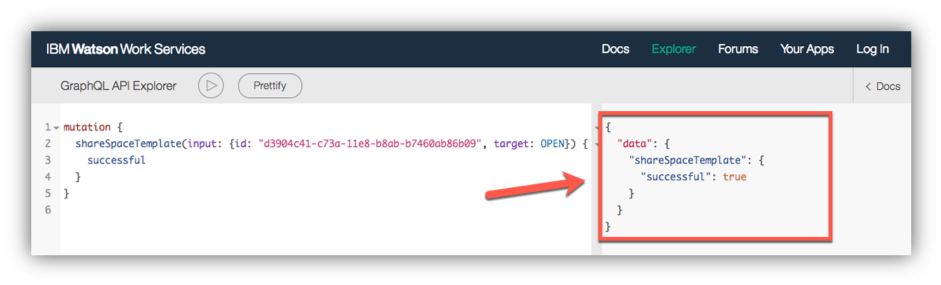 IBM Watson Work Services Docs Explorer Forums Your Apps Log In
GraphQL API Explorer Prettify < Docs
1 mutation {
2 shareSpaceTemplate(input: {id: "d3904c41-c73a-11e8-b8ab-b7460ab86b09", target: OPEN}) {
3 successful
4 }
5 }
6
{
"data": {
"shareSpaceTemplate": {
"successful": true
}
}
}